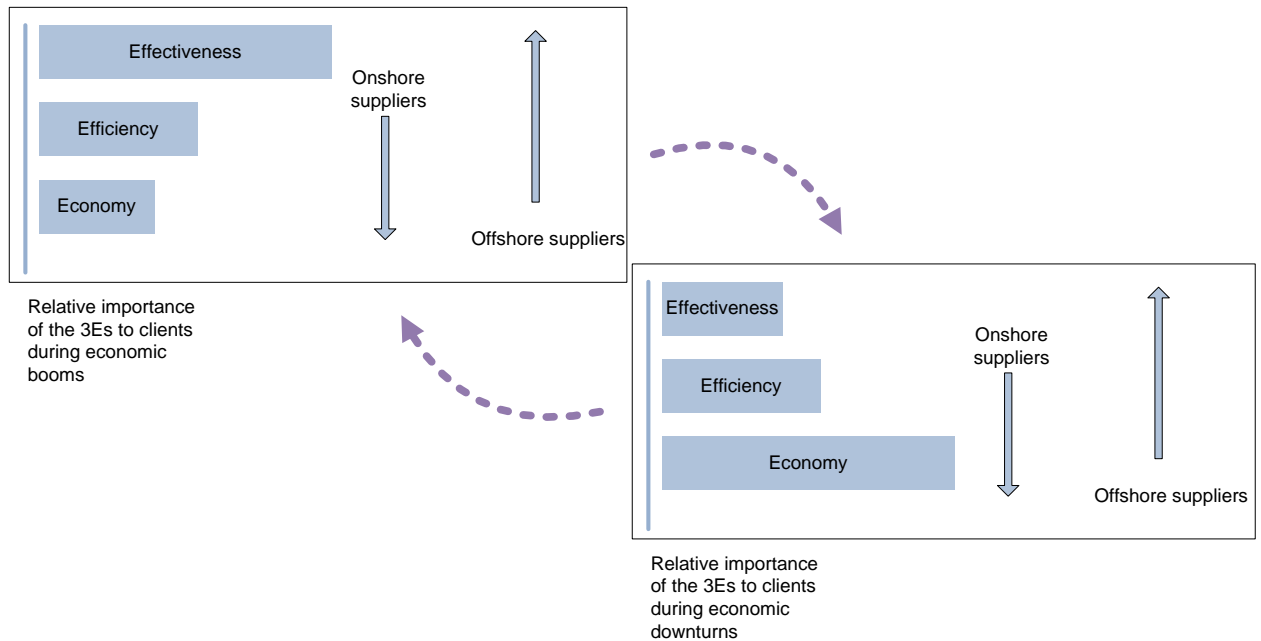 Effectiveness
Efficiency
Economy
Onshore
suppliers
Offshore suppliers
Relative importance
of the 3Es to clients
during economic
booms
Effectiveness
Efficiency
Economy
Onshore
suppliers
Offshore suppliers
Relative importance
of the 3Es to clients
during economic
downturns